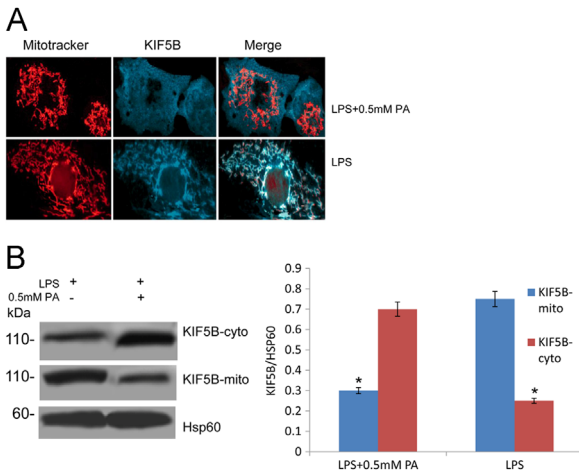 A
Mitotracker KIF5B Merge
LPS+0.5mM PA
LPS
B
LPS + +
0.5mM PA - +
kDa
110- KIF5B-cyto
110- KIF5B-mito
60- Hsp60
KIF5B/HSP60
0.9
0.8
0.7
0.6
0.5
0.4
0.3
0.2
0.1
0
* *
LPS+0.5mM PA LPS
KIF5B-
mito
KIF5B-
cyto